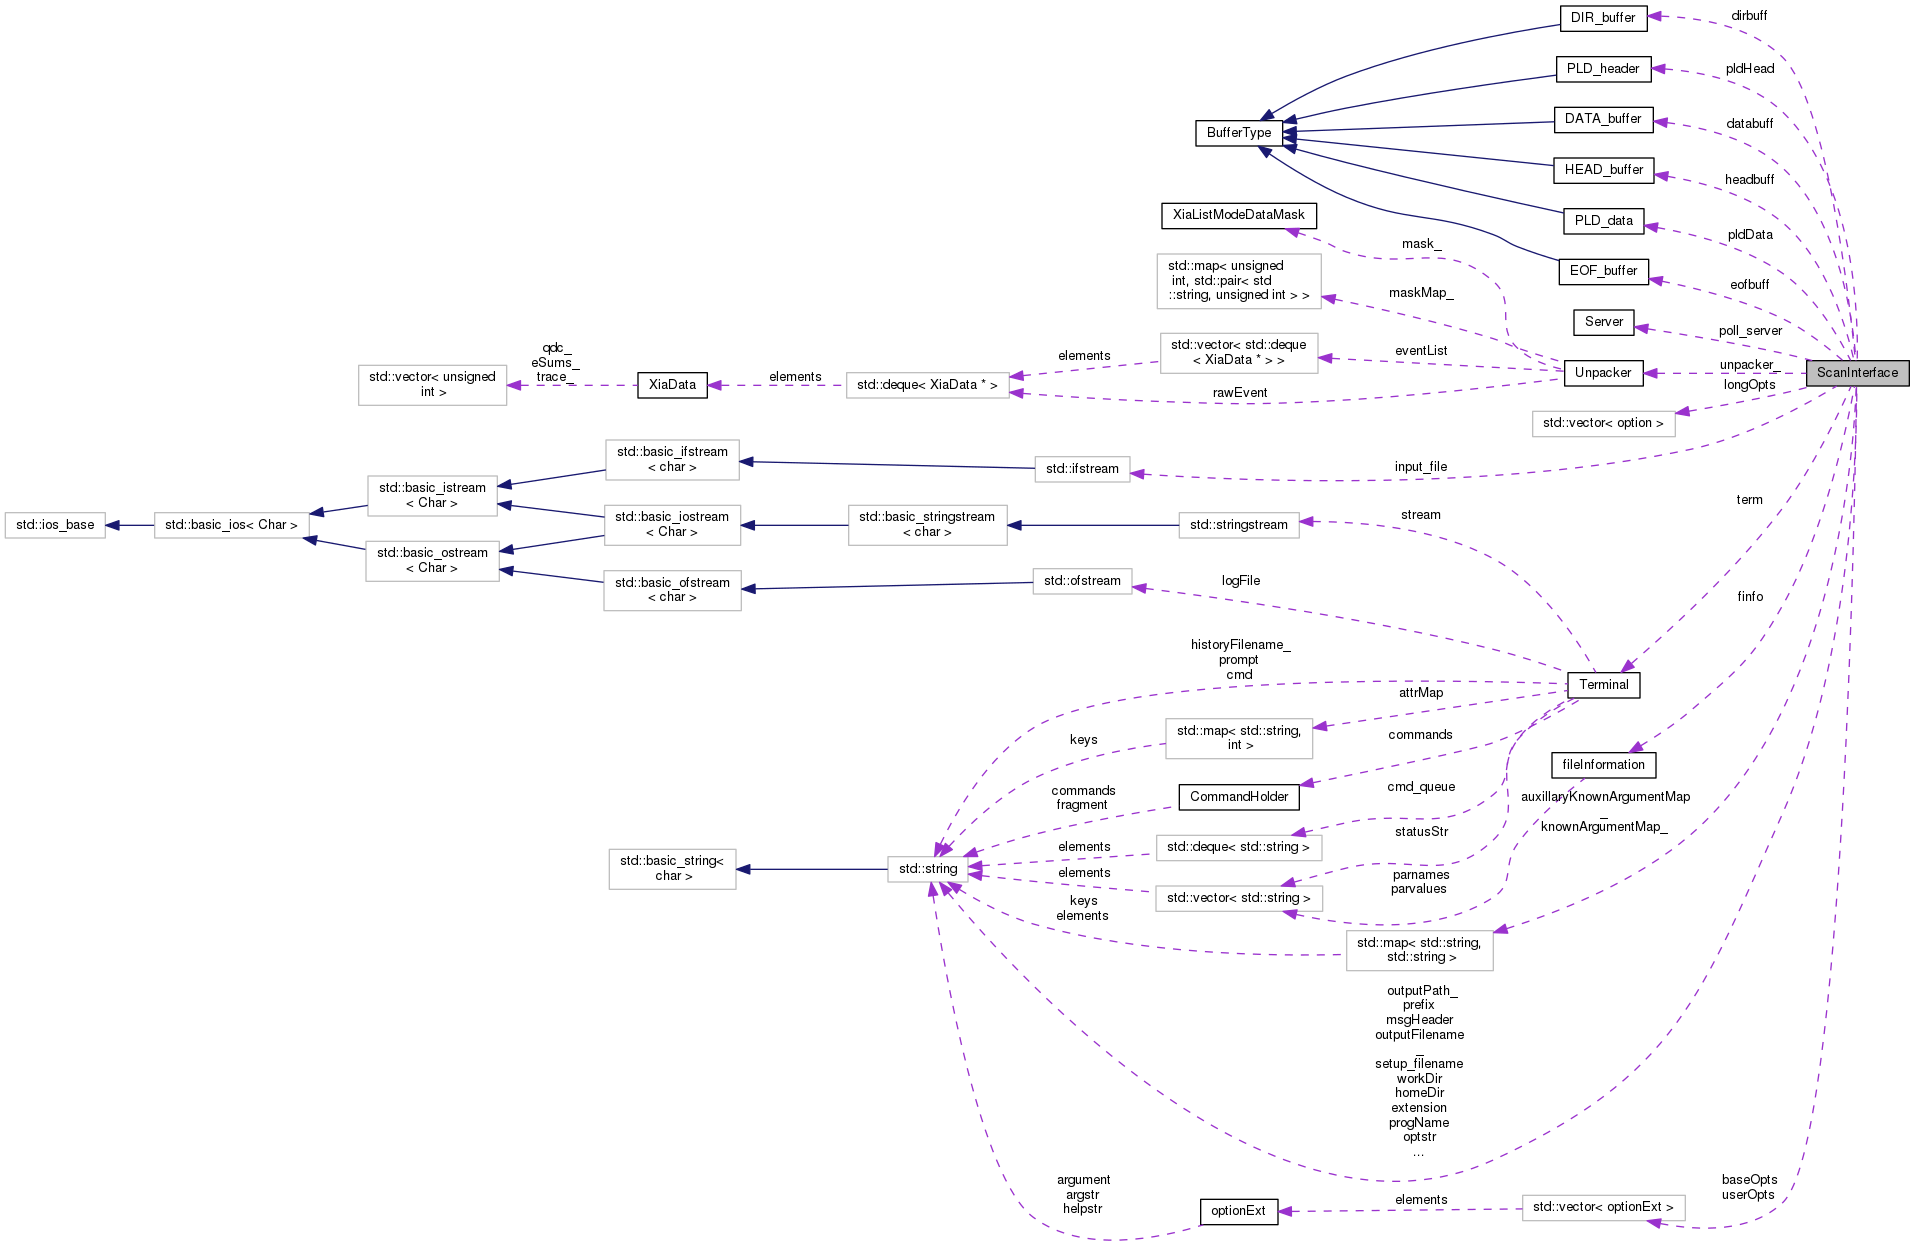 DIR_buffer
dirbuff
PLD_header
pldHead
DATA_buffer
databuff
BufferType
HEAD_buffer
headbuff
XiaListModeDataMask
PLD_data
pldData
mask_
std::map< unsigned
int, std::pair< std
::string, unsigned int > >
maskMap_
EOF_buffer
eofbuff
Server
poll_server
qdc_
eSums_
trace_
std::vector< unsigned
int >
XiaData
elements
std::deque< XiaData * >
elements
std::vector< std::deque
< XiaData * > >
eventList
rawEvent
Unpacker
unpacker_
ScanInterface
longOpts
std::vector< option >
std::basic_ifstream
< char >
std::ifstream
input_file
std::basic_istream
< Char >
std::ios_base
std::basic_ios< Char >
std::basic_iostream
< Char >
std::basic_stringstream
< char >
std::stringstream
stream
term
std::basic_ostream
< Char >
std::basic_ofstream
< char >
std::ofstream
logFile
finfo
historyFilename_
prompt
cmd
Terminal
attrMap
keys
std::map< std::string,
int >
commands
fileInformation
commands
fragment
CommandHolder
cmd_queue
auxillaryKnownArgumentMap
_
knownArgumentMap_
statusStr
elements
std::deque< std::string >
std::basic_string<
char >
std::string
elements
std::vector< std::string >
parnames
parvalues
keys
elements
std::map< std::string,
std::string >
outputPath_
prefix
msgHeader
outputFilename
_
setup_filename
workDir
homeDir
extension
progName
optstr
...
argument
argstr
helpstr
optionExt
elements
std::vector< optionExt >
baseOpts
userOpts